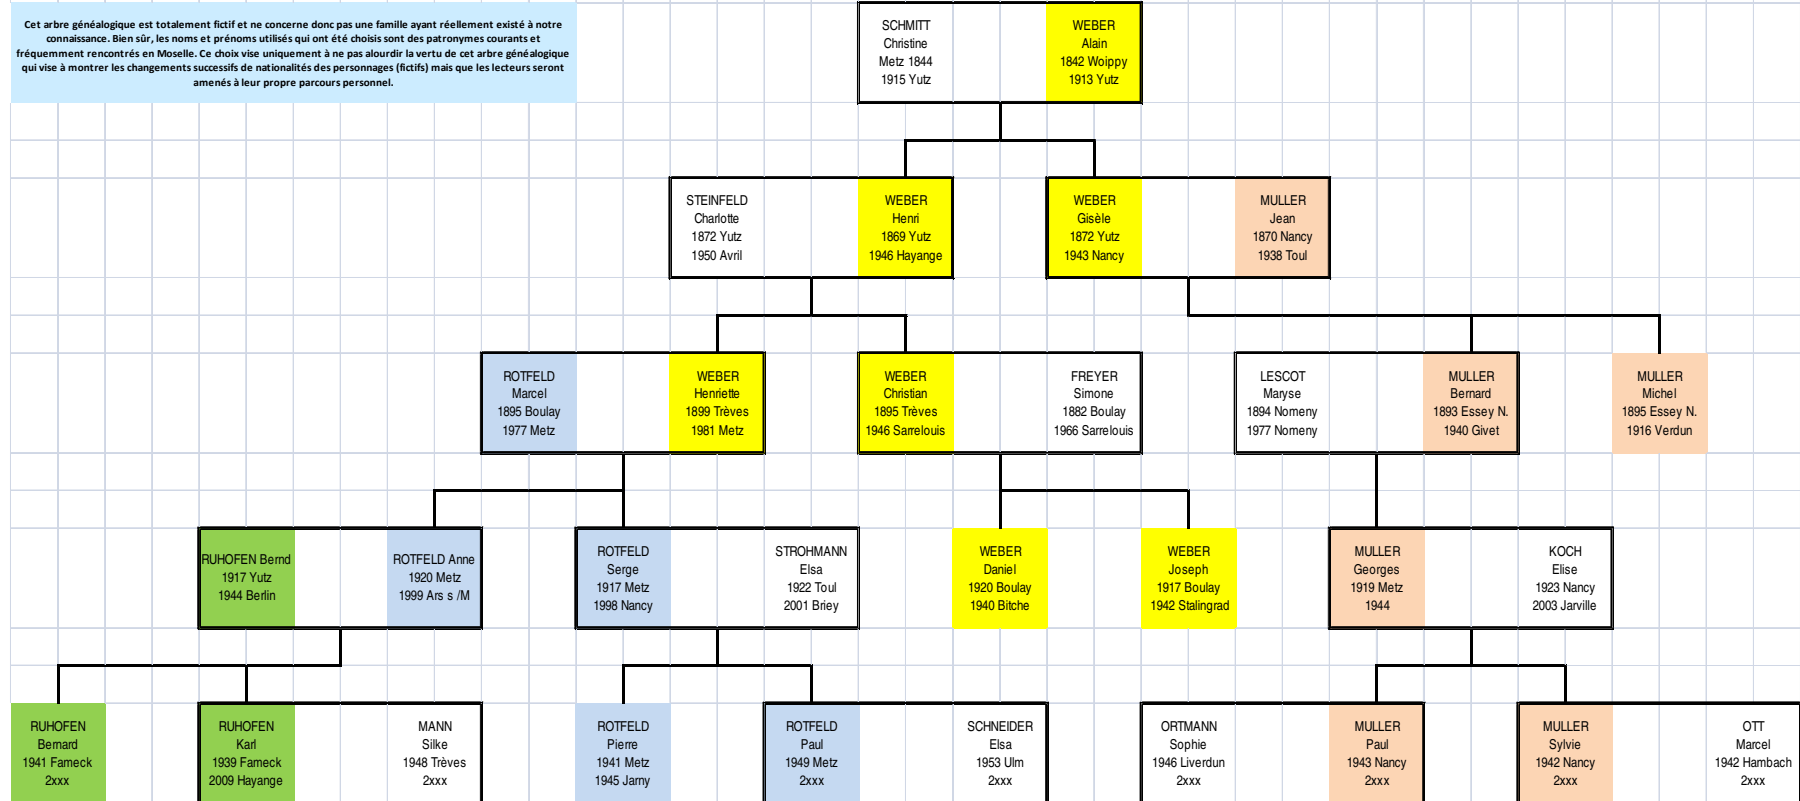 Cet arbre généalogique est totalement fictif et ne concerne donc pas une famille ayant réellement existé à notre
connaissance. Bien sûr, les noms et prénoms utilisés qui ont été choisis sont des patronymes courants et
fréquemment rencontrés en Moselle. Ce choix vise uniquement à ne pas alourdir la vertu de cet arbre généalogique
qui vise à montrer les changements successifs de nationalités des personnages (fictifs) mais que les lecteurs seront
amenés à leur propre parcours personnel.
SCHMITT
Christine
Metz 1844
1915 Yutz
WEBER
Alain
1842 Woippy
1913 Yutz
STEINFELD
Charlotte
1872 Yutz
1950 Avril
WEBER
Henri
1869 Yutz
1946 Hayange
WEBER
Gisèle
1872 Yutz
1943 Nancy
MULLER
Jean
1870 Nancy
1938 Toul
ROTFELD
Marcel
1895 Boulay
1977 Metz
WEBER
Henriette
1899 Trèves
1981 Metz
WEBER
Christian
1895 Trèves
1946 Sarrelouis
FREYER
Simone
1882 Boulay
1966 Sarrelouis
LESCOT
Maryse
1894 Nomeny
1977 Nomeny
MULLER
Bernard
1893 Essey N.
1940 Givet
MULLER
Michel
1895 Essey N.
1916 Verdun
RUHOFEN Bernd
1917 Yutz
1944 Berlin
ROTFELD Anne
1920 Metz
1999 Ars s /M
ROTFELD
Serge
1917 Metz
1998 Nancy
STROHMANN
Elsa
1922 Toul
2001 Briey
WEBER
Daniel
1920 Boulay
1940 Bitche
WEBER
Joseph
1917 Boulay
1942 Stalingrad
MULLER
Georges
1919 Metz
1944
KOCH
Elise
1923 Nancy
2003 Jarville
RUHOFEN
Bernard
1941 Fameck
2xxx
RUHOFEN
Karl
1939 Fameck
2009 Hayange
MANN
Silke
1948 Trèves
2xxx
ROTFELD
Pierre
1941 Metz
1945 Jarny
ROTFELD
Paul
1949 Metz
2xxx
SCHNEIDER
Elsa
1953 Ulm
2xxx
ORTMANN
Sophie
1946 Liverdun
2xxx
MULLER
Paul
1943 Nancy
2xxx
MULLER
Sylvie
1942 Nancy
2xxx
OTT
Marcel
1942 Hambach
2xxx